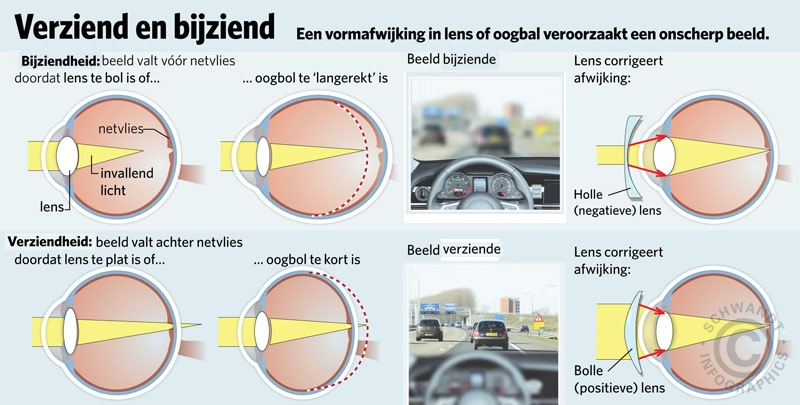 Verziend en bijziend
Een vormafwijking in lens of oogbal veroorzaakt een onscherp beeld.
Bijziendheid: beeld valt vóór netvlies
doordat lens te bol is of...
... oogbol te ‘langerekt’ is
Beeld bijziende
Lens corrigeert
afwijking:
netvlies
invallend
licht
lens
Holle
(negatieve) lens
Verziendheid: beeld valt achter netvlies
doordat lens te plat is of...
... oogbol te kort is
Beeld verziende
Lens corrigeert
afwijking:
Bolle
(positieve) lens
© SCHWANDT INFOGRAPHICS